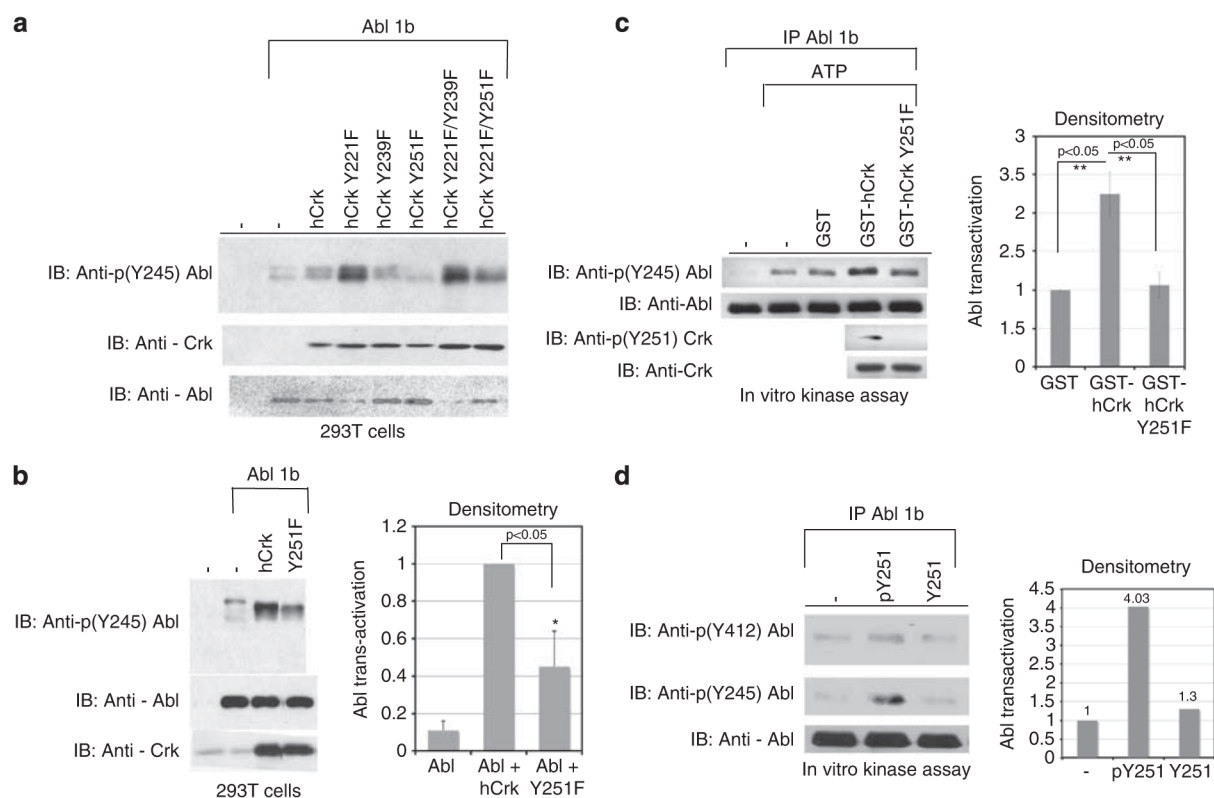 a
Abl 1b
-
-
hCrk
hCrk Y221F
hCrk Y239F
hCrk Y251F
hCrk Y221F/Y239F
hCrk Y221F/Y251F
IB: Anti-p(Y245) Abl
IB: Anti - Crk
IB: Anti - Abl
293T cells
b
Abl 1b
-
-
hCrk
Y251F
IB: Anti-p(Y245) Abl
IB: Anti - Abl
IB: Anti - Crk
293T cells
Densitometry
Abl trans-activation
1.2
1
0.8
0.6
0.4
0.2
0
p<0.05
*
Abl
Abl +
hCrk
Abl +
Y251F
c
IP Abl 1b
ATP
-
-
GST
GST-hCrk
GST-hCrk Y251F
IB: Anti-p(Y245) Abl
IB: Anti-Abl
IB: Anti-p(Y251) Crk
IB: Anti-Crk
In vitro kinase assay
Densitometry
Abl transactivation
3
3.5
2
2.5
1
1.5
0
p<0.05
**
p<0.05
**
GST
GST-
hCrk
GST-
hCrk
Y251F
d
IP Abl 1b
-
pY251
Y251
IB: Anti-p(Y412) Abl
IB: Anti-p(Y245) Abl
IB: Anti - Abl
In vitro kinase assay
Densitometry
Abl transactivation
4.5
4
3.5
3
2.5
2
1.5
1
0.5
0
1
4.03
1.3
-
pY251
Y251